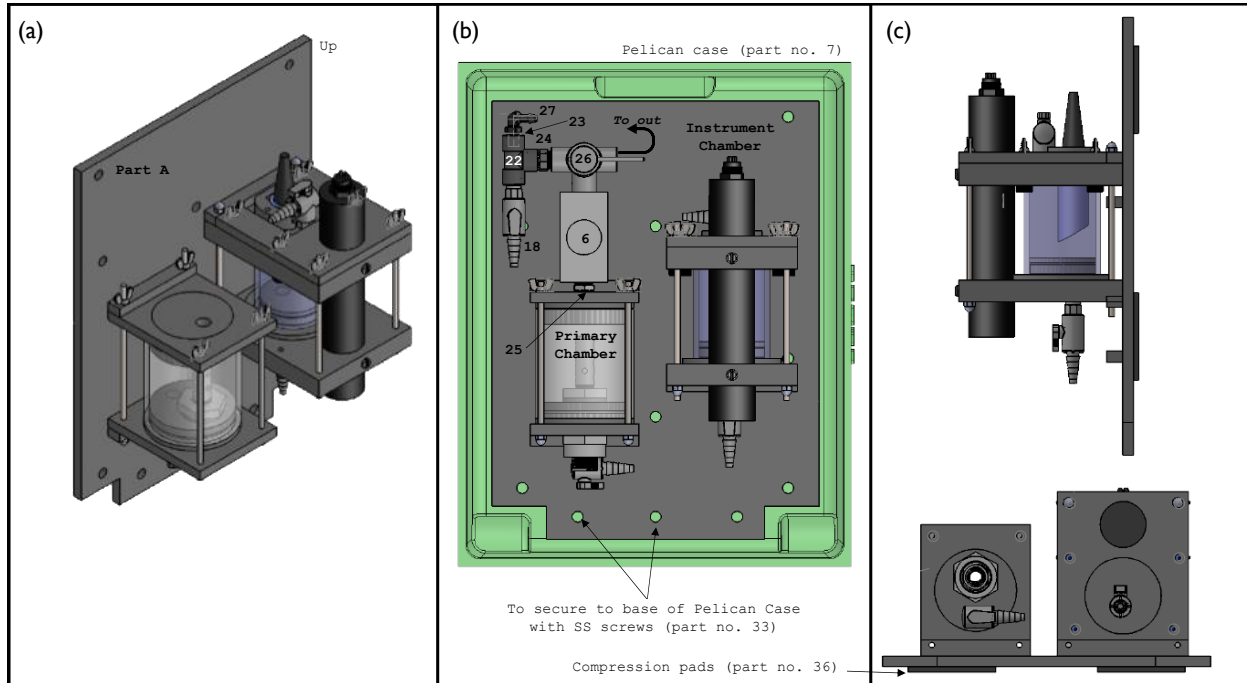 (a)
Up
Part A
(b)
Pelican case (part no. 7)
27
23
To out
24
Instrument
Chamber
22
26
6
18
Primary
Chamber
25
To secure to base of Pelican Case
with SS screws (part no. 33)
Compression pads (part no. 36)
(c)